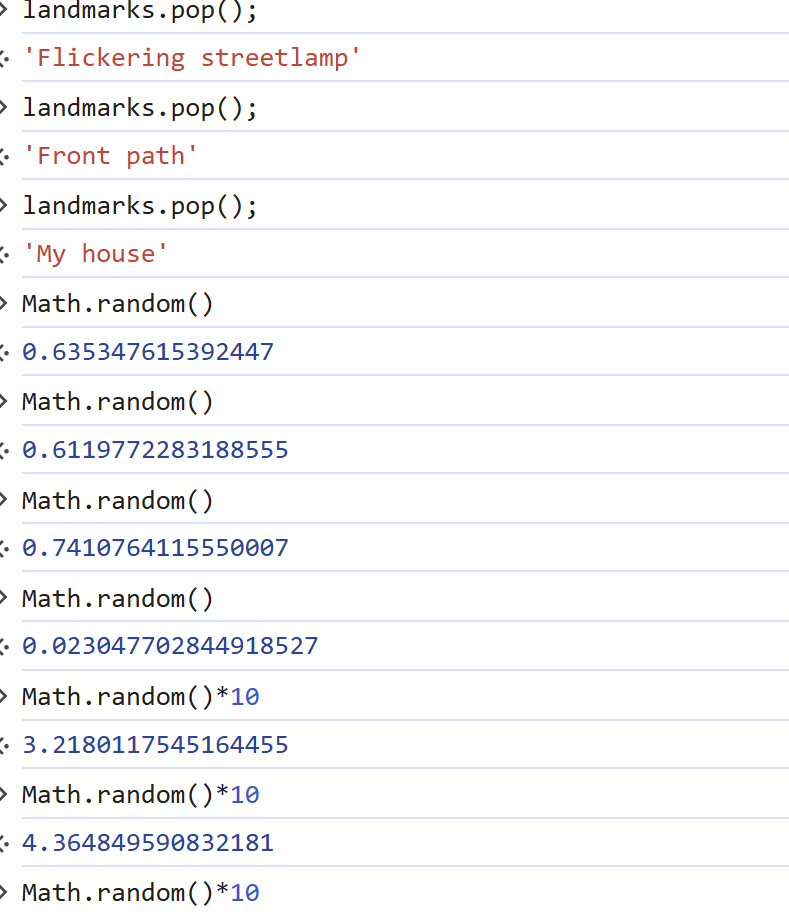 landmarks.pop();
'Flickering streetlamp'
landmarks.pop();
'Front path'
landmarks.pop();
'My house'
Math.random()
0.635347615392447
Math.random()
0.6119772283188555
Math.random()
0.7410764115550007
Math.random()
0.023047702844918527
Math.random()*10
3.2180117545164455
Math.random()*10
4.364849590832181
Math.random()*10